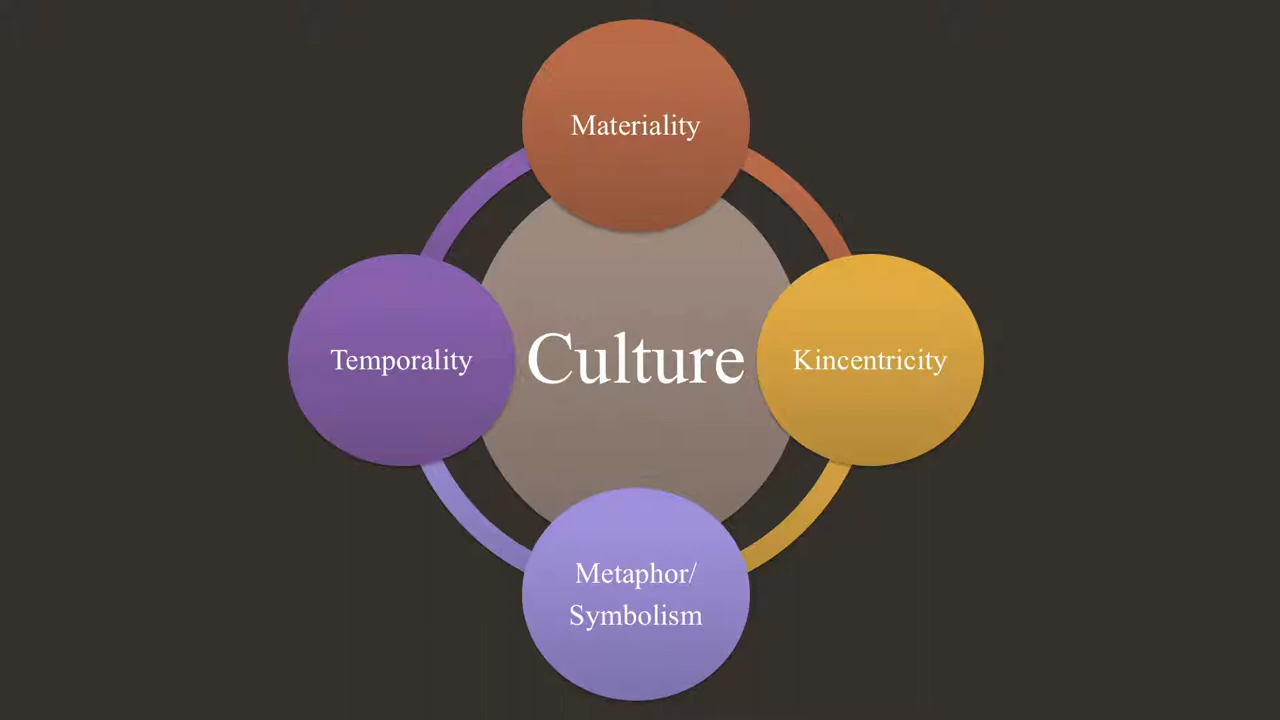 Materiality
Temporality
Culture
Kincentricity
Metaphor/
Symbolism